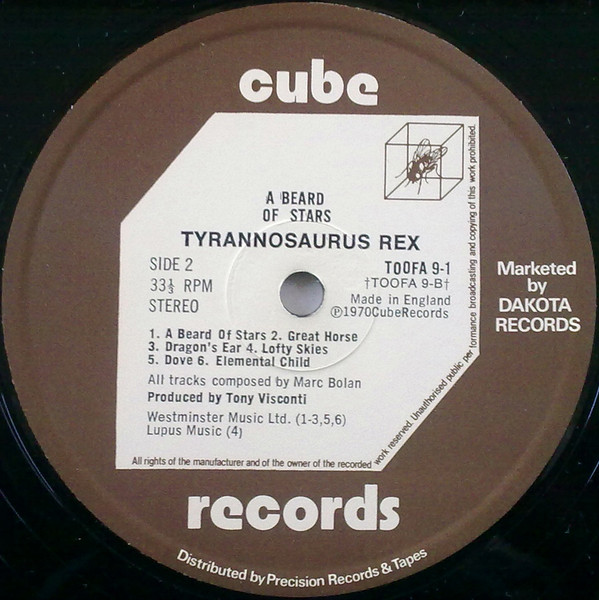 cube
A BEARD
OF STARS
TYRANNOSAURUS REX
SIDE 2
33⅓ RPM
STEREO
TOOFA 9-1
†TOOFA 9-B†
Made in England
℗1970CubeRecords
1. A Beard Of Stars 2. Great Horse
3. Dragon's Ear 4. Lofty Skies
5. Dove 6. Elemental Child
All tracks composed by Marc Bolan
Produced by Tony Visconti
Westminster Music Ltd. (1-3,5,6)
Lupus Music (4)
All rights of the manufacturer and of the owner of the recorded
work reserved. Unauthorised public per
formance broadcasting and copying of this work prohibited.
Marketed
by
DAKOTA
RECORDS
records
Distributed by Precision Records & Tapes